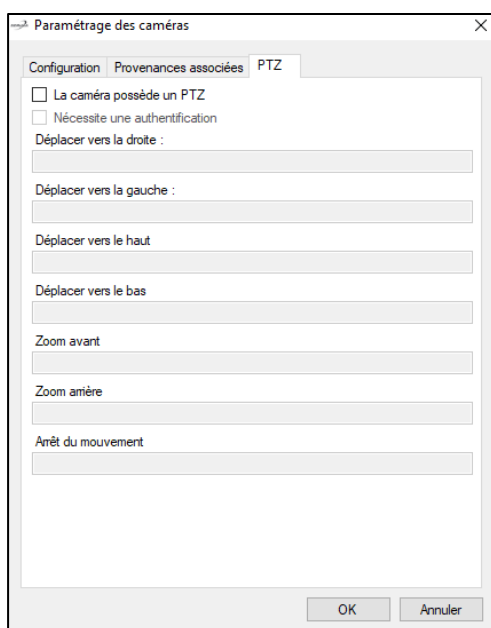 Paramétrage des caméras
Configuration Provenances associées PTZ
La caméra possède un PTZ
Nécessite une authentification
Déplacer vers la droite :
Déplacer vers la gauche :
Déplacer vers le haut
Déplacer vers le bas
Zoom avant
Zoom arrière
Arrêt du mouvement
OK Annuler